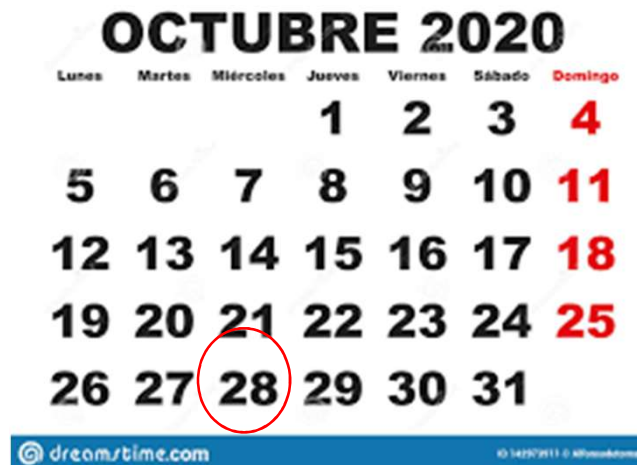 OCTUBRE 2020
Lunes Martes Miércoles Jueves Viernes Sábado Domingo
1 2 3 4
5 6 7 8 9 10 11
12 13 14 15 16 17 18
19 20 21 22 23 24 25
26 27 28 29 30 31
dreamstime.com